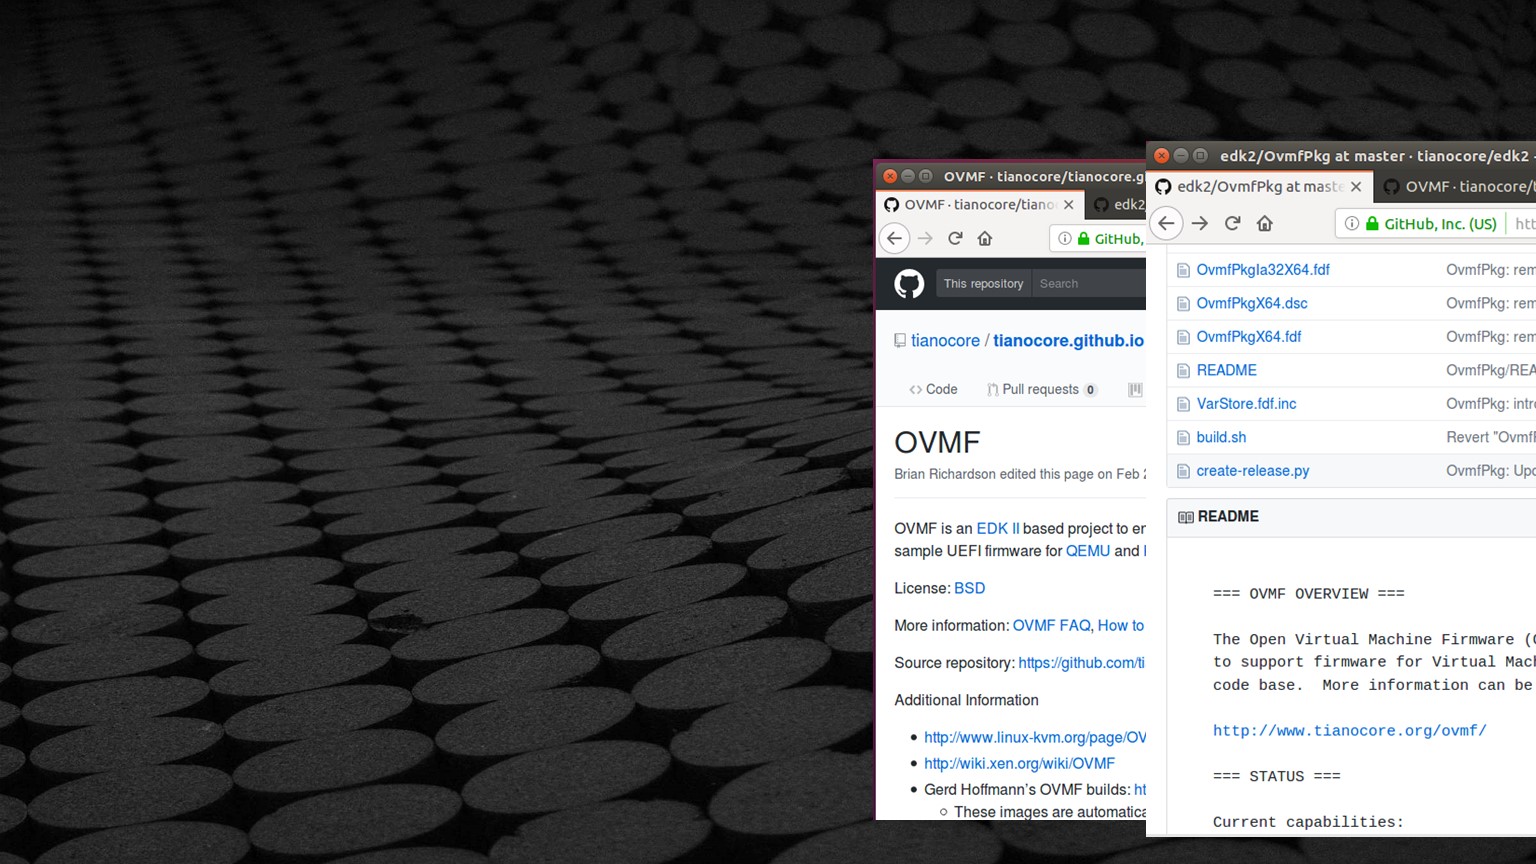 OVMF · tianocore/tianocore.g
OVMF · tianocore/tiano
edk2
GitHub,
This repository
Search
tianocore / tianocore.github.io
Code
Pull requests 0
OVMF
Brian Richardson edited this page on Feb
OVMF is an EDK II based project to en
sample UEFI firmware for QEMU and
License: BSD
More information: OVMF FAQ, How to
Source repository: https://github.com/ti
Additional Information
http://www.linux-kvm.org/page/OV
http://wiki.xen.org/wiki/OVMF
Gerd Hoffmann's OVMF builds: ht
These images are automatica
edk2/OvmfPkg at master · tianocore/edk2 -
edk2/OvmfPkg at maste
OVMF · tianocore/t
GitHub, Inc. (US)
htt
OvmfPkgIa32X64.fdf
OvmfPkg: rem
OvmfPkgX64.dsc
OvmfPkg: rem
OvmfPkgX64.fdf
OvmfPkg: rem
README
OvmfPkg/REA
VarStore.fdf.inc
OvmfPkg: intro
build.sh
Revert "OvmfP
create-release.py
OvmfPkg: Upd
README
=== OVMF OVERVIEW ===
The Open Virtual Machine Firmware (O
to support firmware for Virtual Mach
code base.  More information can be
http://www.tianocore.org/ovmf/
=== STATUS ===
Current capabilities: